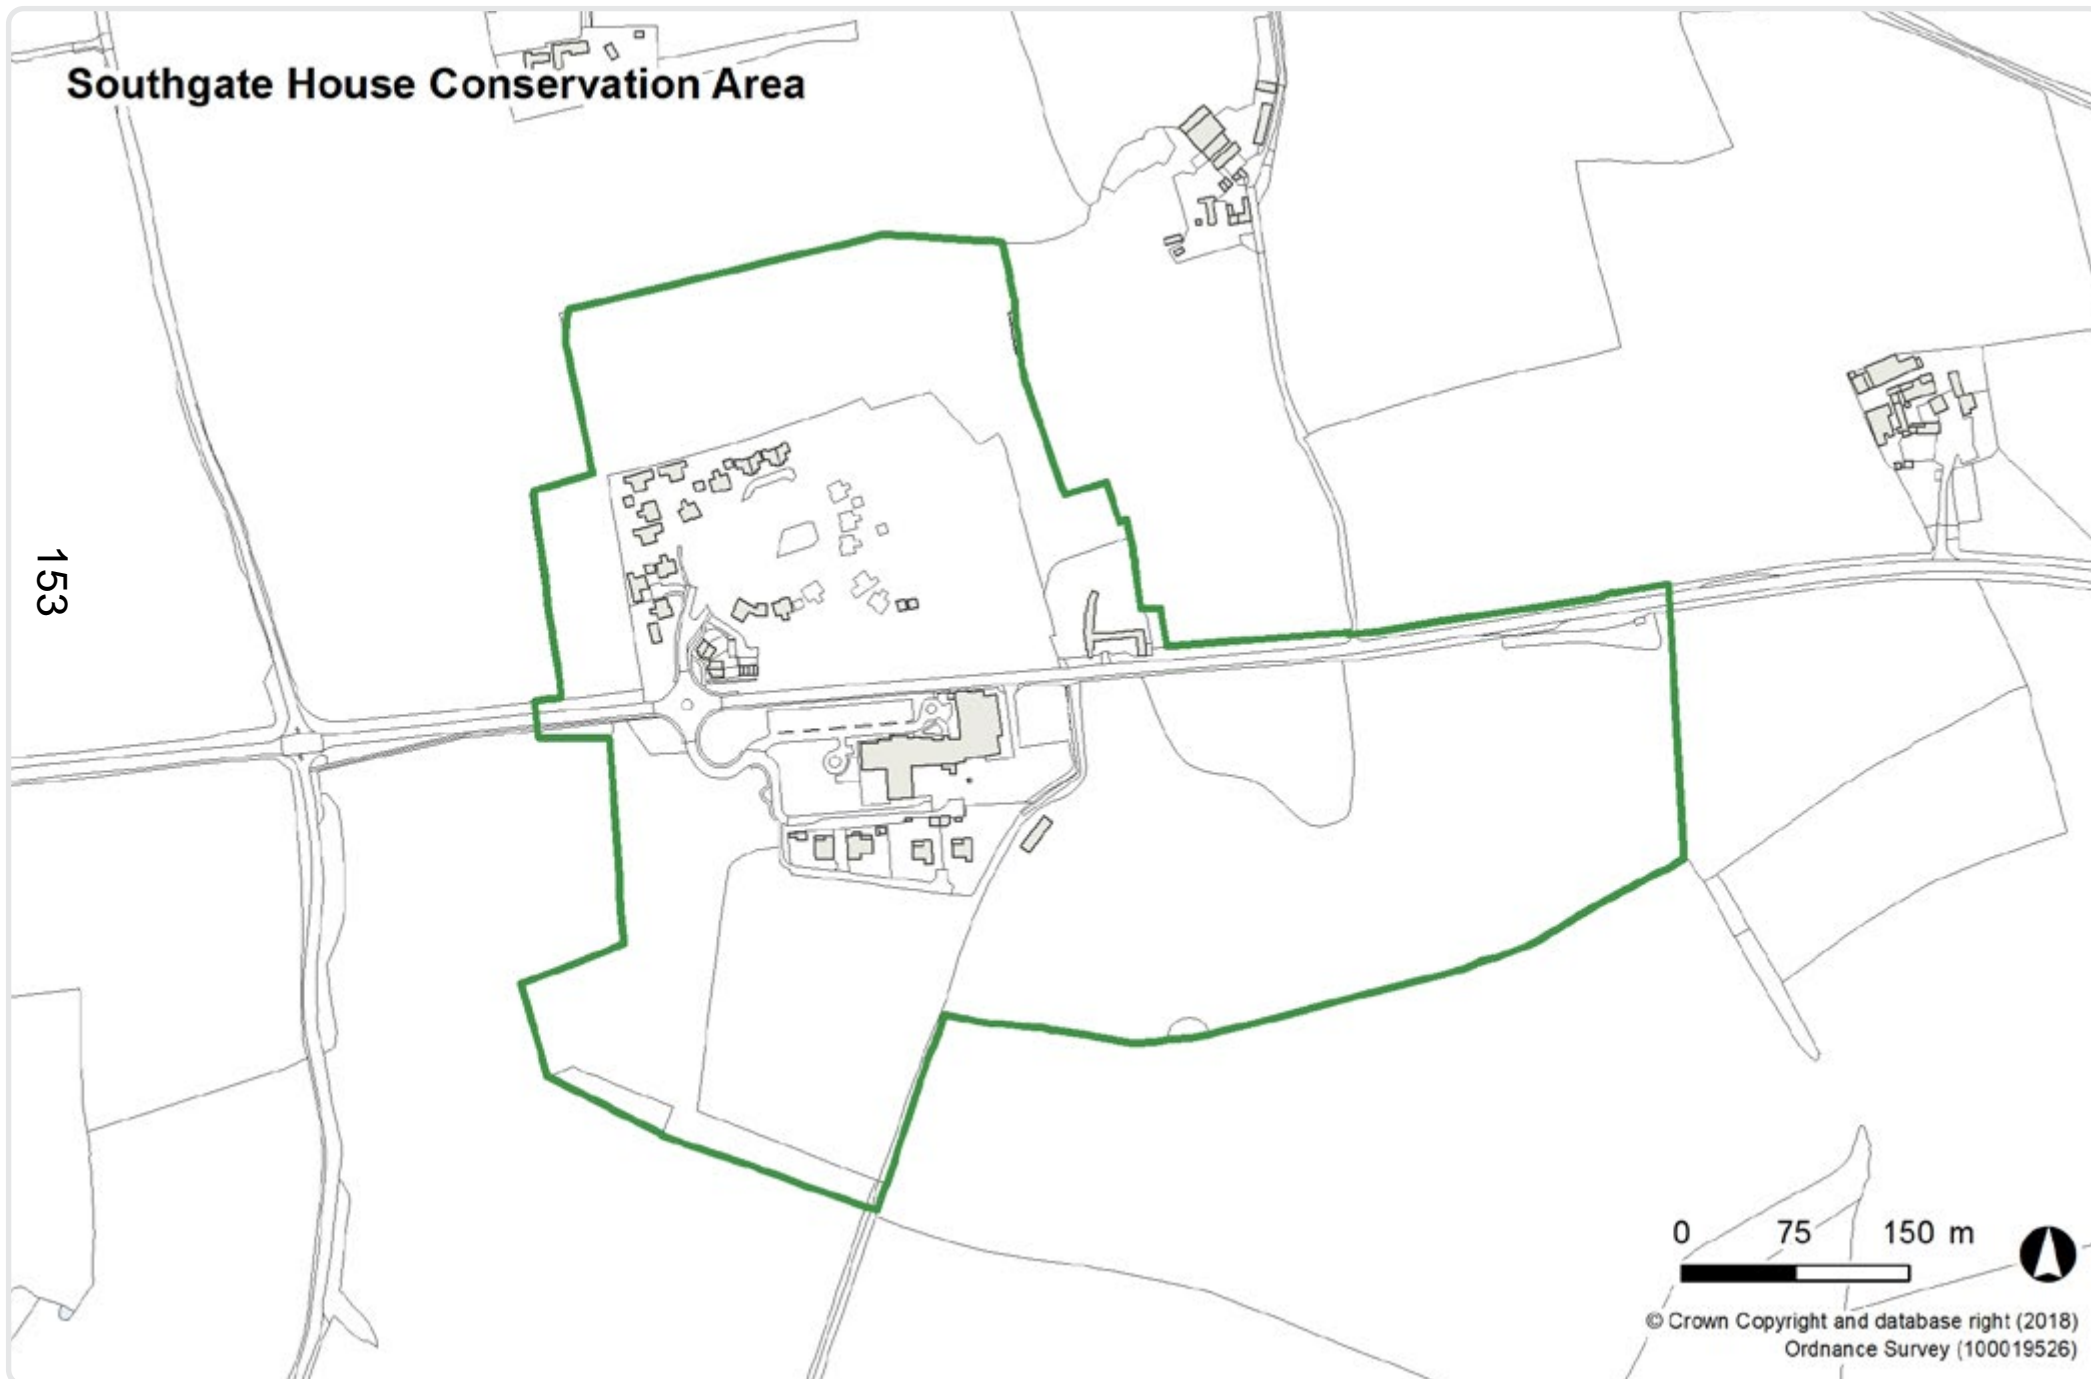 Southgate House Conservation Area
153
0 75 150 m
© Crown Copyright and database right (2018)
Ordnance Survey (100019526)